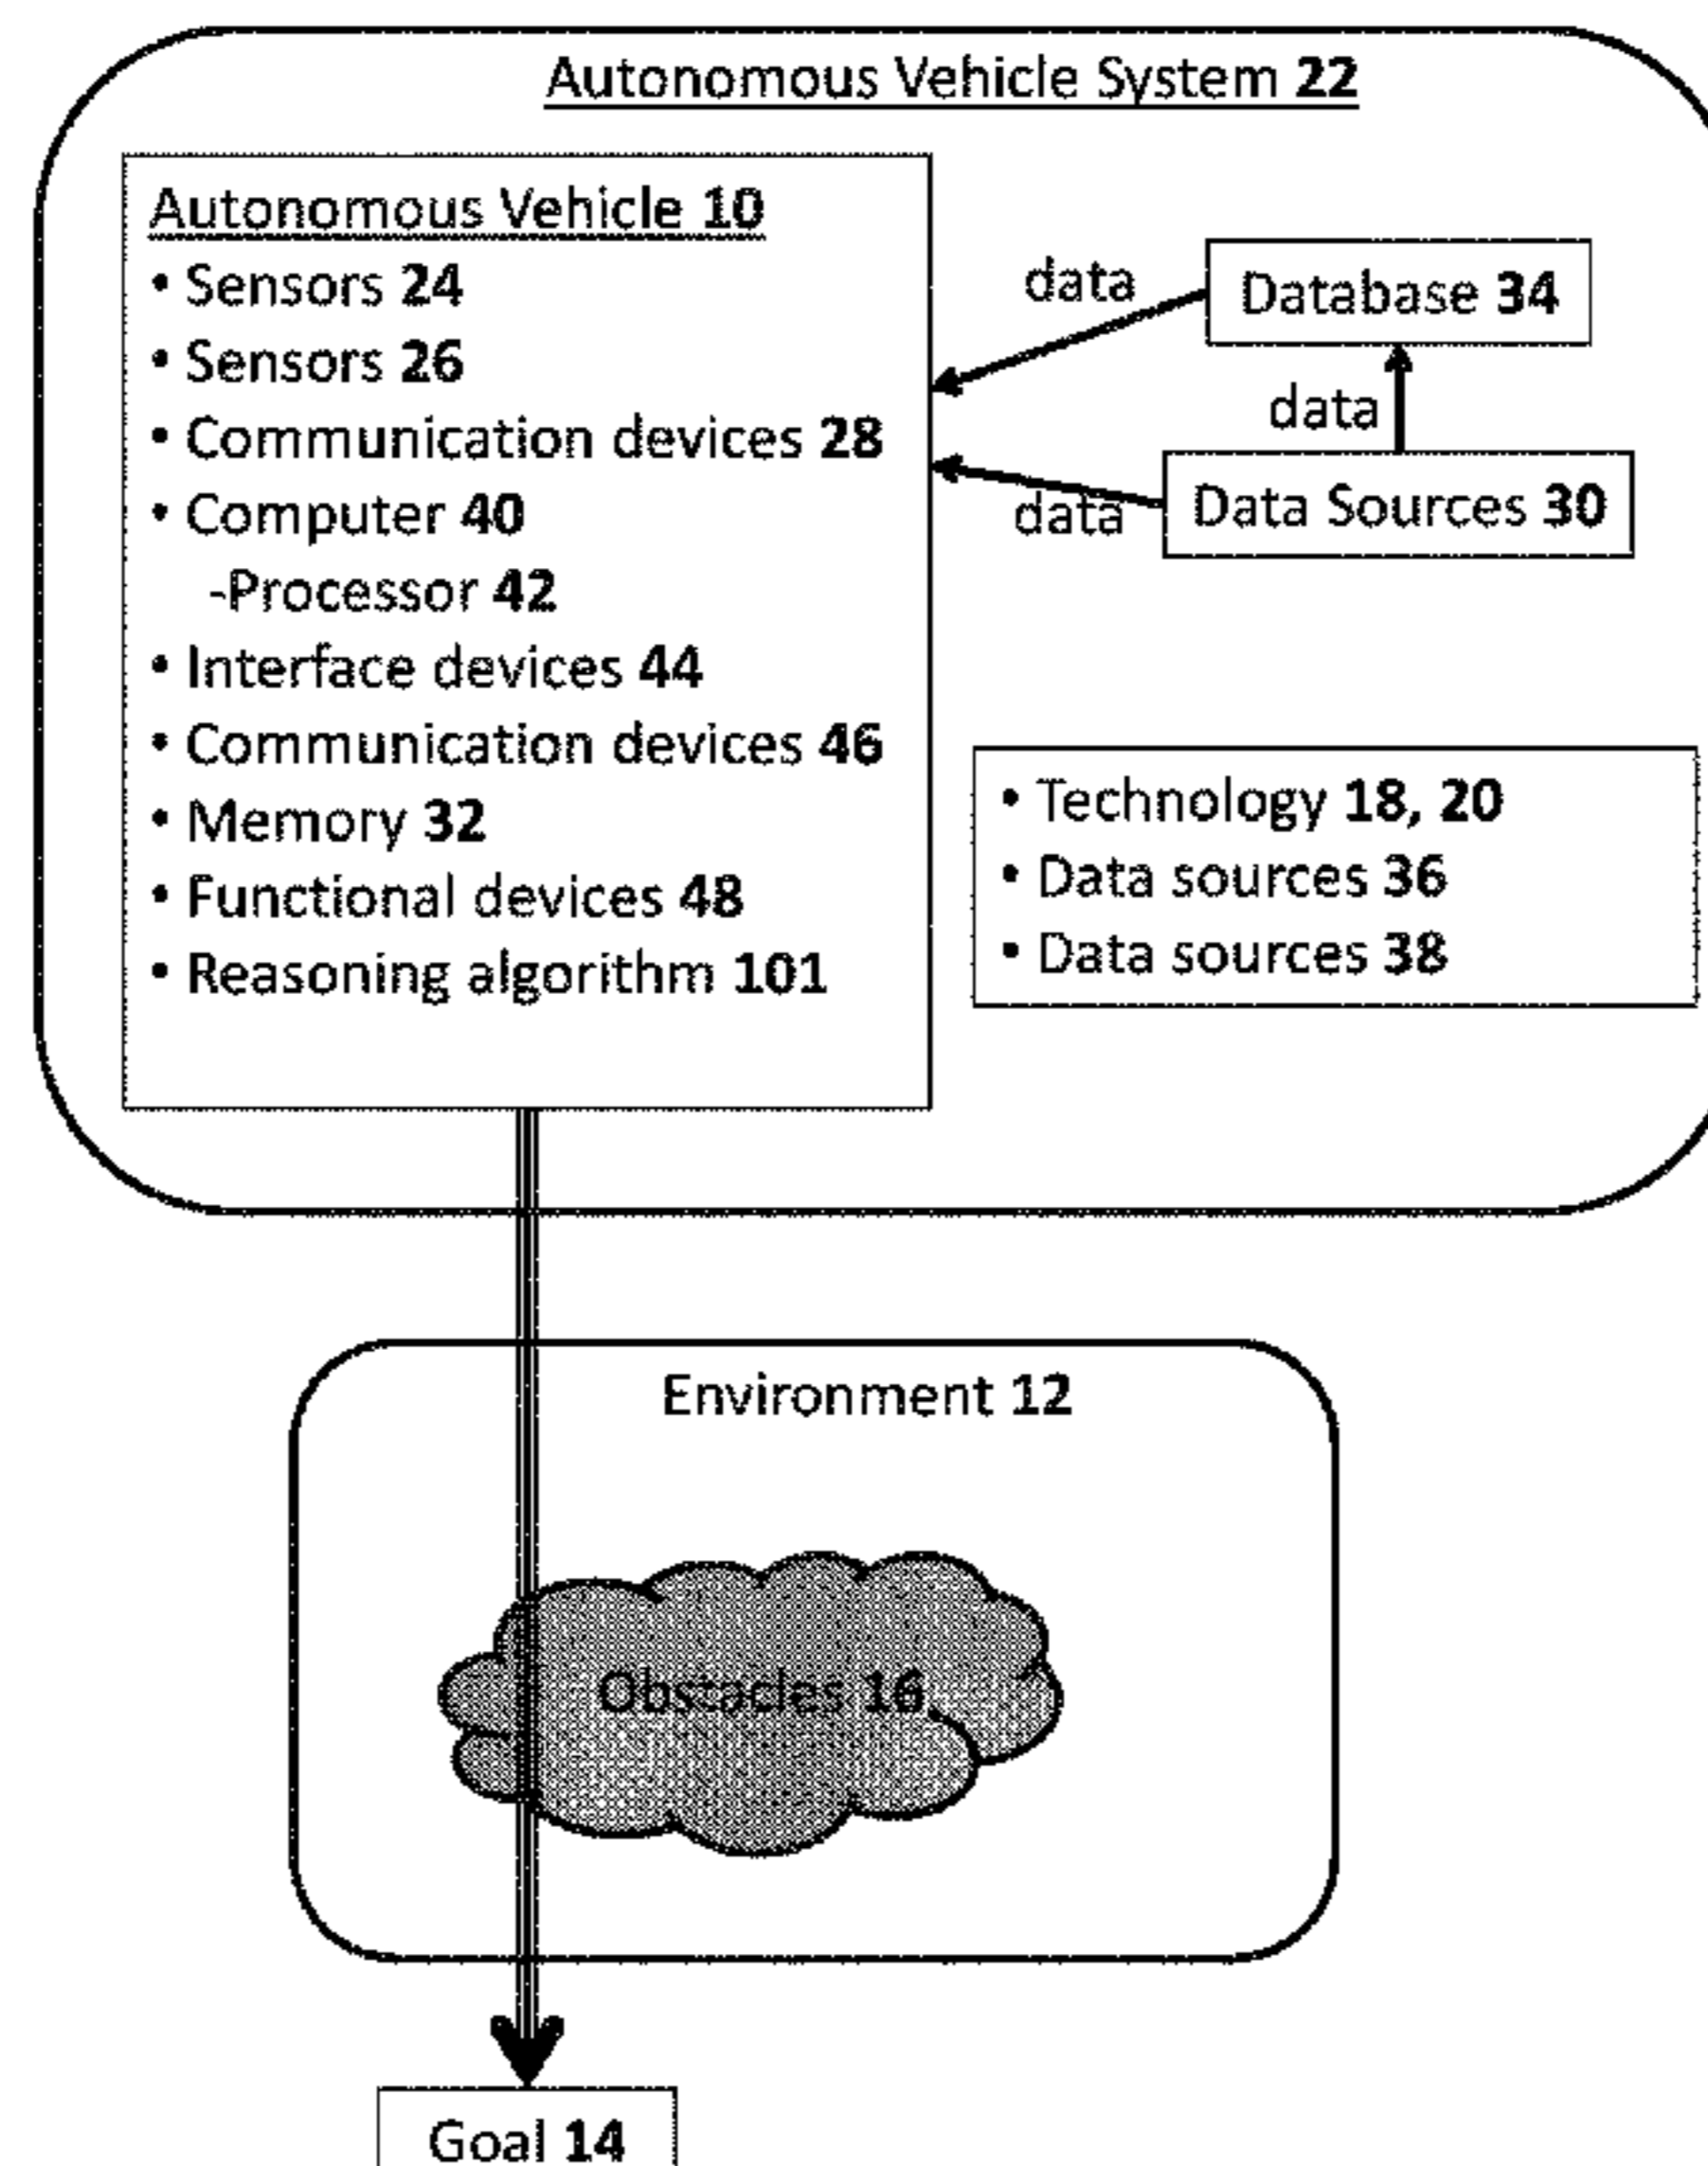 Autonomous Vehicle System 22
Autonomous Vehicle 10
• Sensors 24
• Sensors 26
• Communication devices 28
• Computer 40
-Processor 42
• Interface devices 44
• Communication devices 46
• Memory 32
• Functional devices 48
• Reasoning algorithm 101
data
Database 34
data
data
Data Sources 30
• Technology 18, 20
• Data sources 36
• Data sources 38
Environment 12
Obstacles 16
Goal 14